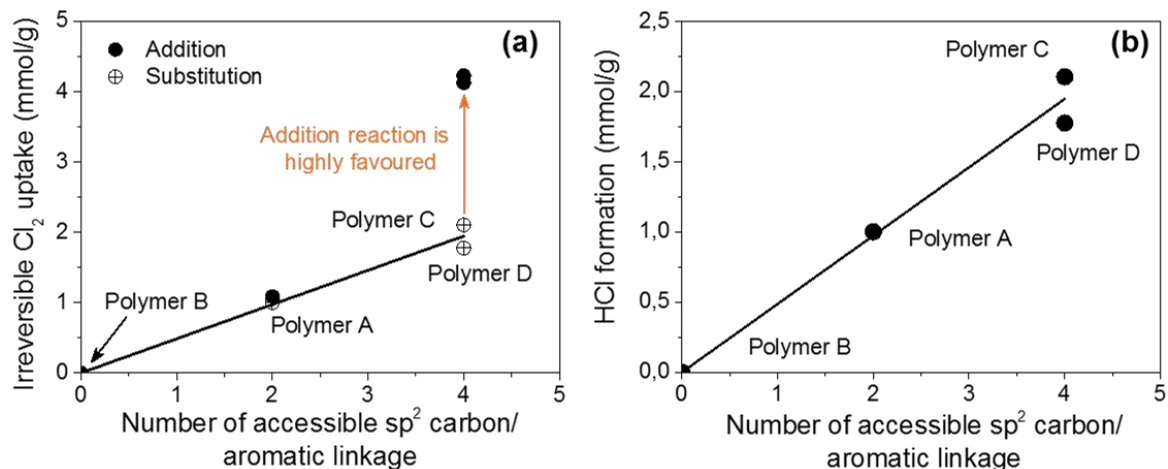 (a)
Addition
Substitution
Addition reaction is
highly favoured
Polymer C
Polymer D
Polymer B
Polymer A
Irreversible Cl₂ uptake (mmol/g)
5
4
3
2
1
0
0 1 2 3 4 5
Number of accessible sp² carbon/
aromatic linkage
(b)
Polymer C
Polymer D
Polymer A
Polymer B
HCl formation (mmol/g)
2,5
2,0
1,5
1,0
0,5
0,0
0 1 2 3 4 5
Number of accessible sp² carbon/
aromatic linkage